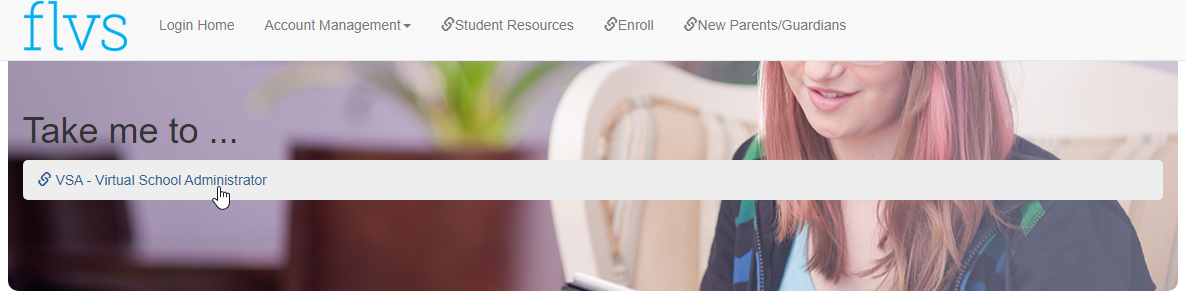 flvs Login Home Account Management Student Resources Enroll New Parents/Guardians
Take me to ...
VSA - Virtual School Administrator